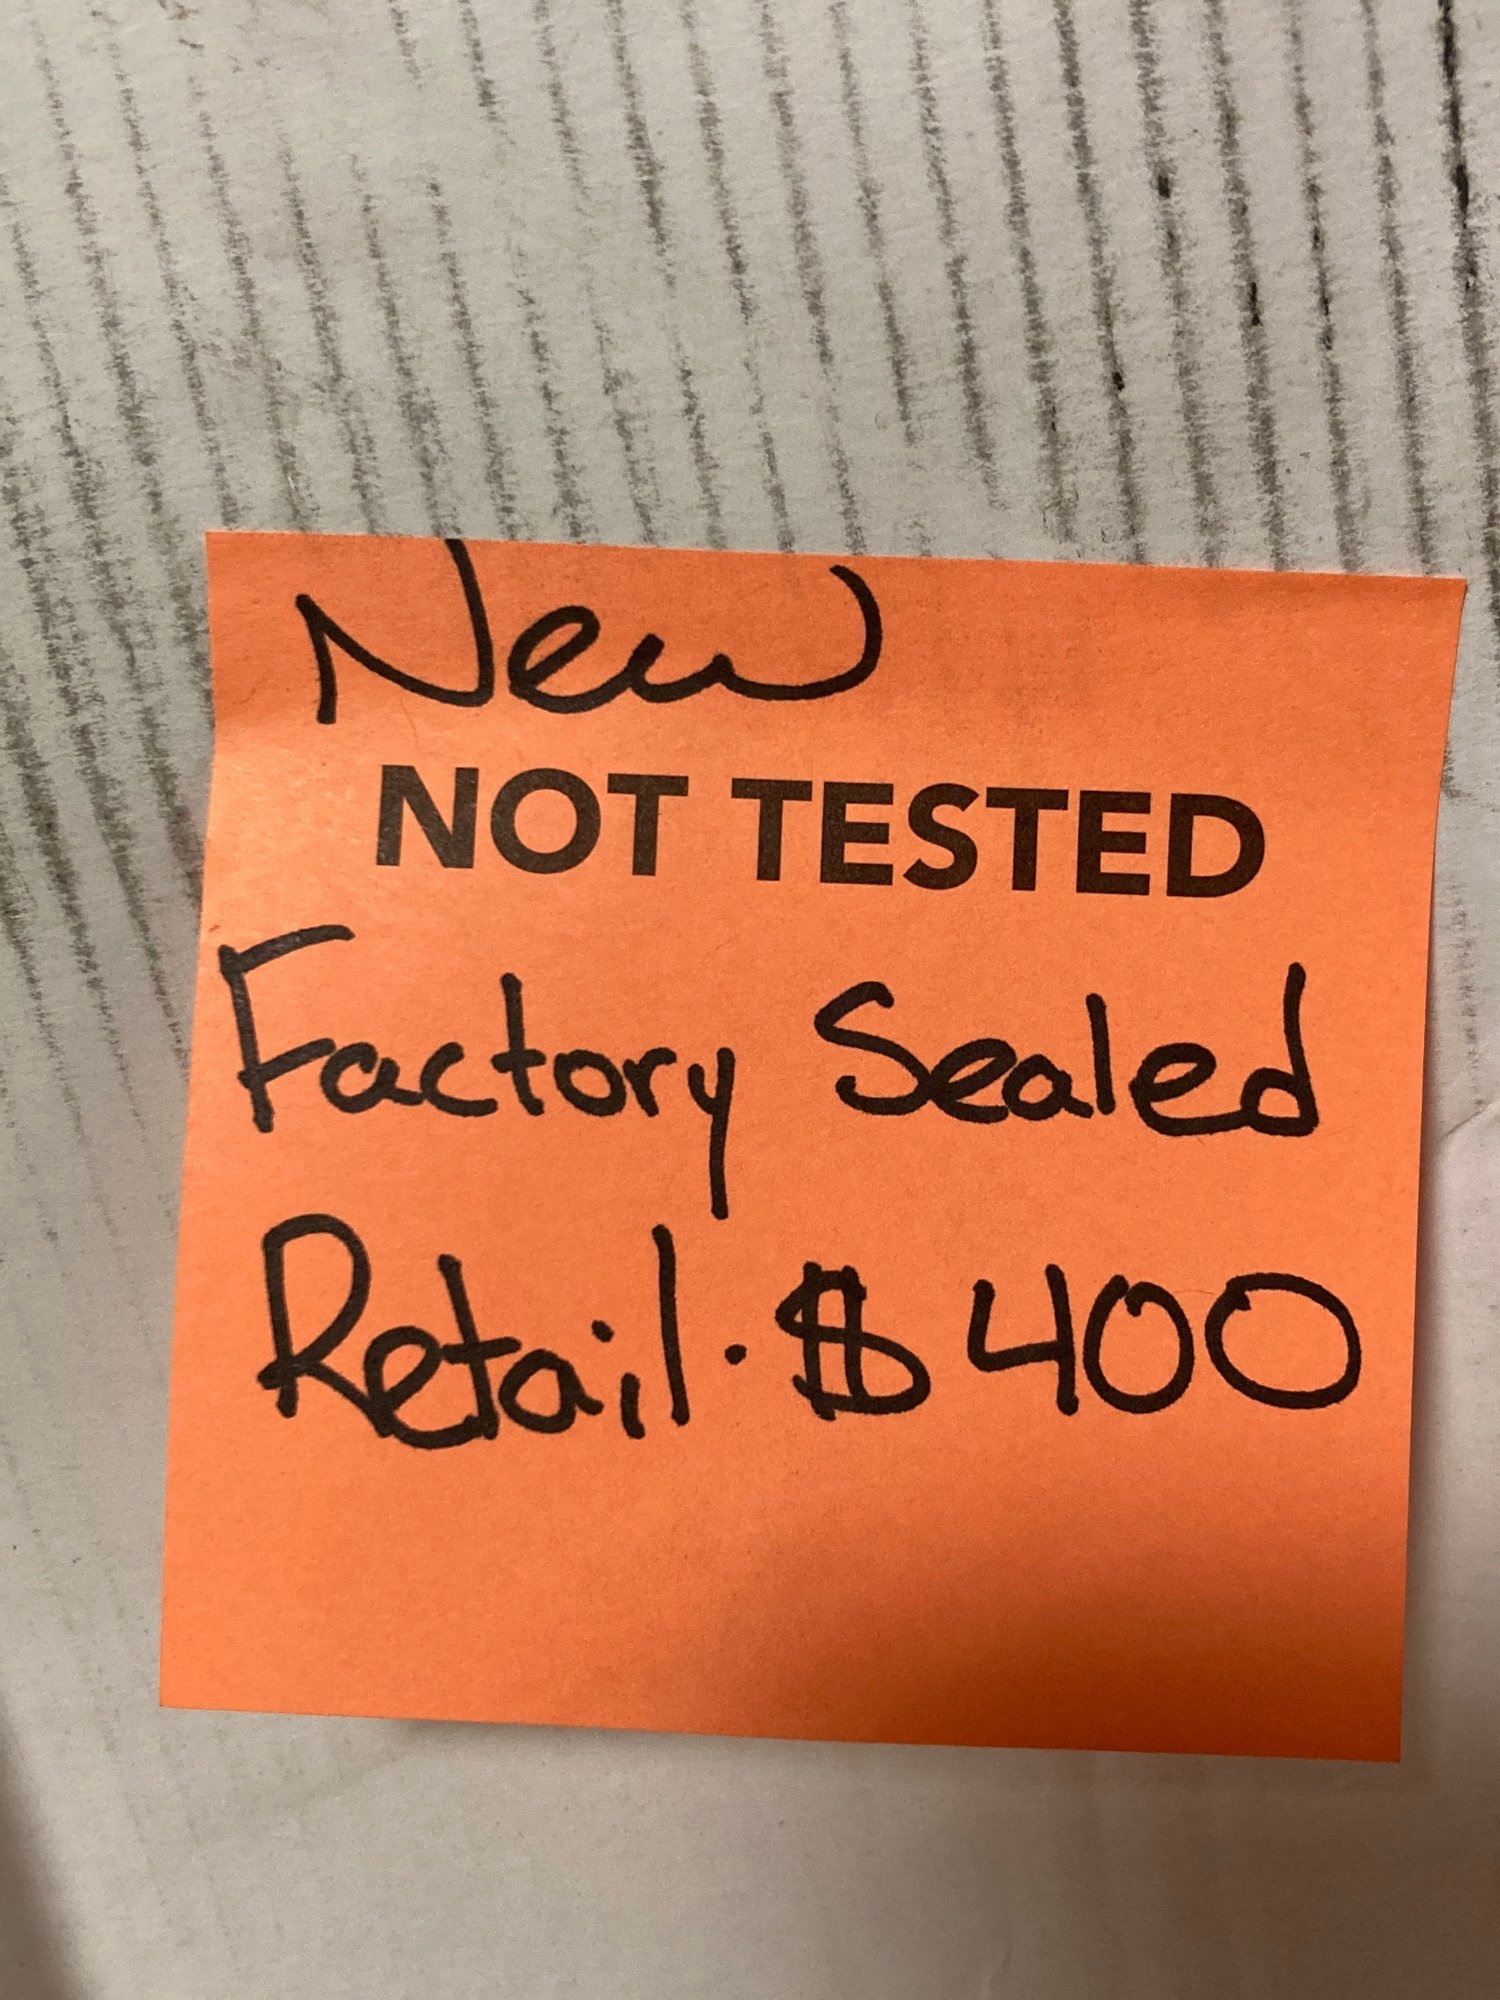 New
NOT TESTED
Factory Sealed
Retail. $400